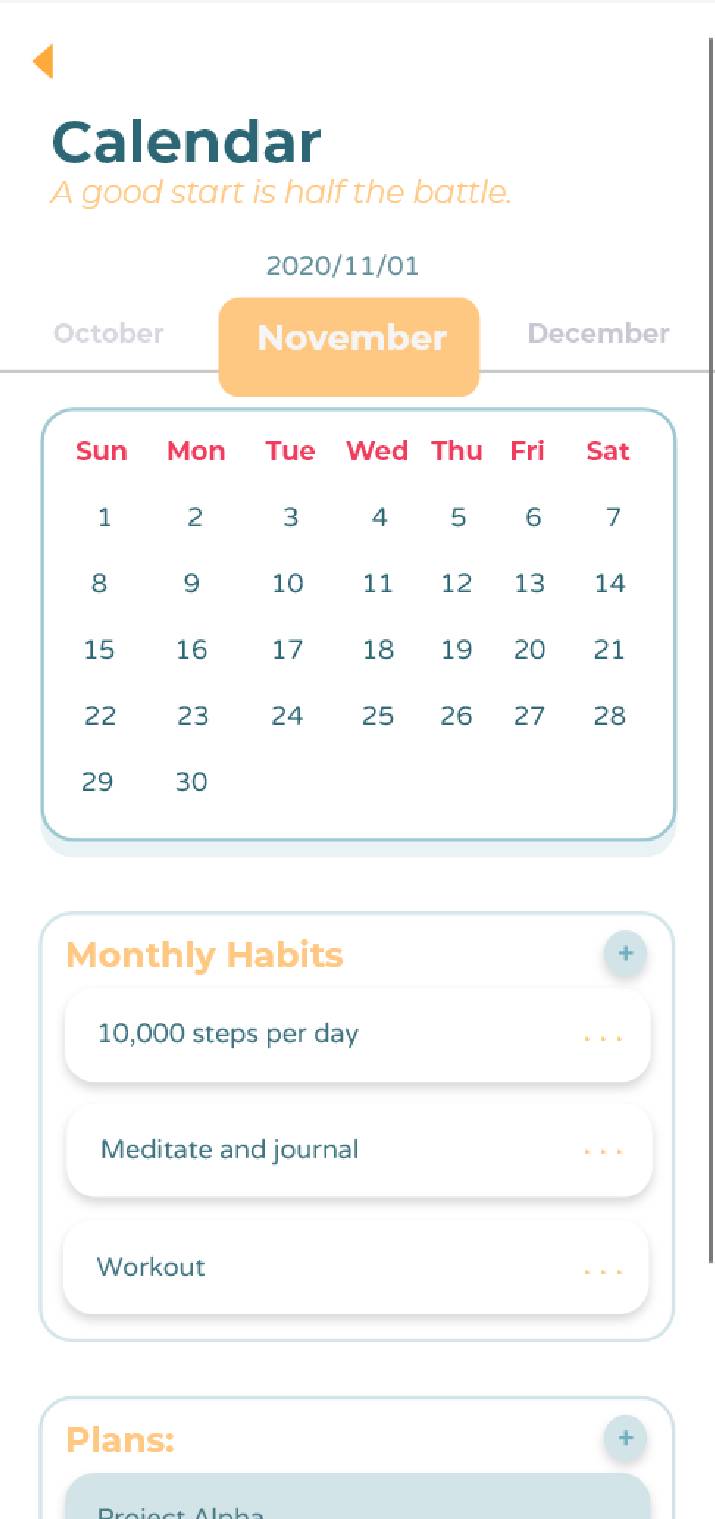 Calendar
A good start is half the battle.
2020/11/01
October November December
Sun Mon Tue Wed Thu Fri Sat
1 2 3 4 5 6 7
8 9 10 11 12 13 14
15 16 17 18 19 20 21
22 23 24 25 26 27 28
29 30
Monthly Habits +
10,000 steps per day ...
Meditate and journal ...
Workout ...
Plans: +
Project Alpha